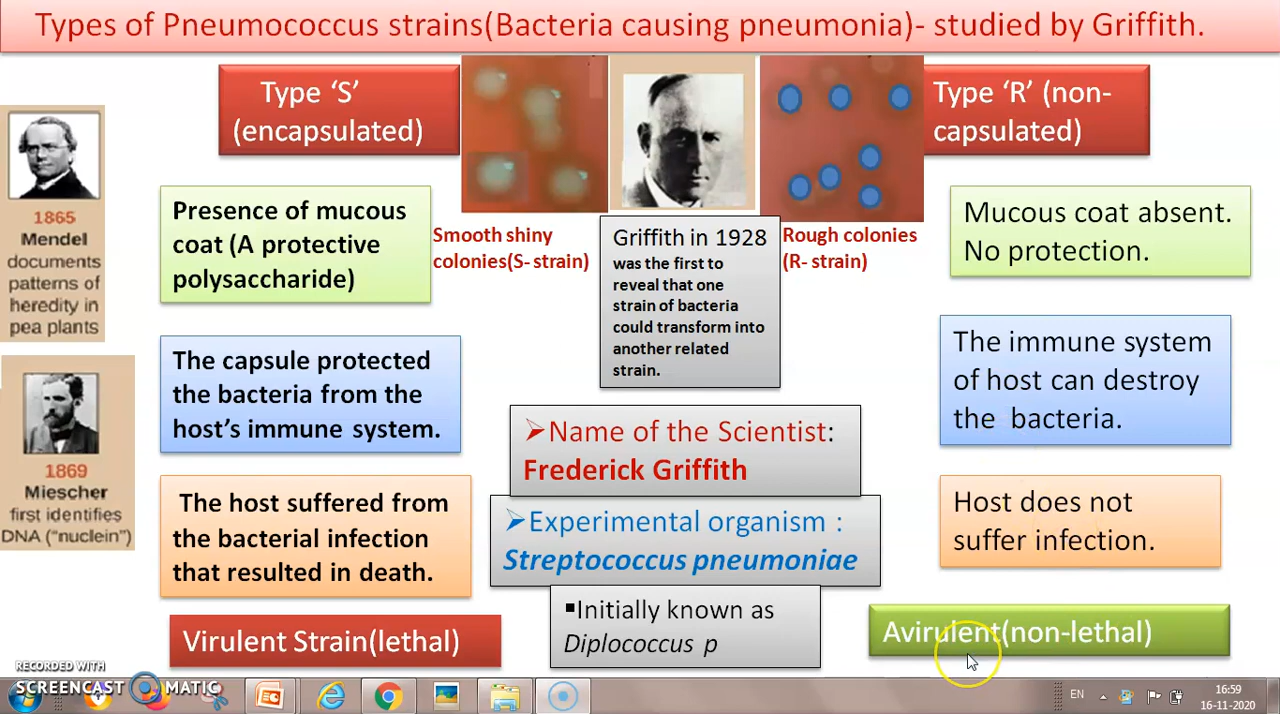 Types of Pneumococcus strains(Bacteria causing pneumonia)- studied by Griffith.
Type ‘S’
(encapsulated)
Type ‘R’ (non-
capsulated)
1865
Mendel
documents
patterns of
heredity in
pea plants
Presence of mucous
coat (A protective
polysaccharide)
Smooth shiny
colonies(S- strain)
Griffith in 1928
was the first to
reveal that one
strain of bacteria
could transform into
another related
strain.
Rough colonies
(R- strain)
Mucous coat absent.
No protection.
The capsule protected
the bacteria from the
host’s immune system.
The immune system
of host can destroy
the bacteria.
1869
Miescher
first identifies
DNA (“nuclein”)
➢Name of the Scientist:
Frederick Griffith
The host suffered from
the bacterial infection
that resulted in death.
➢Experimental organism :
Streptococcus pneumoniae
Host does not
suffer infection.
Virulent Strain(lethal)
▪Initially known as
Diplococcus p
Avirulent(non-lethal)
RECORDED WITH
SCREENCAST MATIC
EN
16:59
16-11-2020